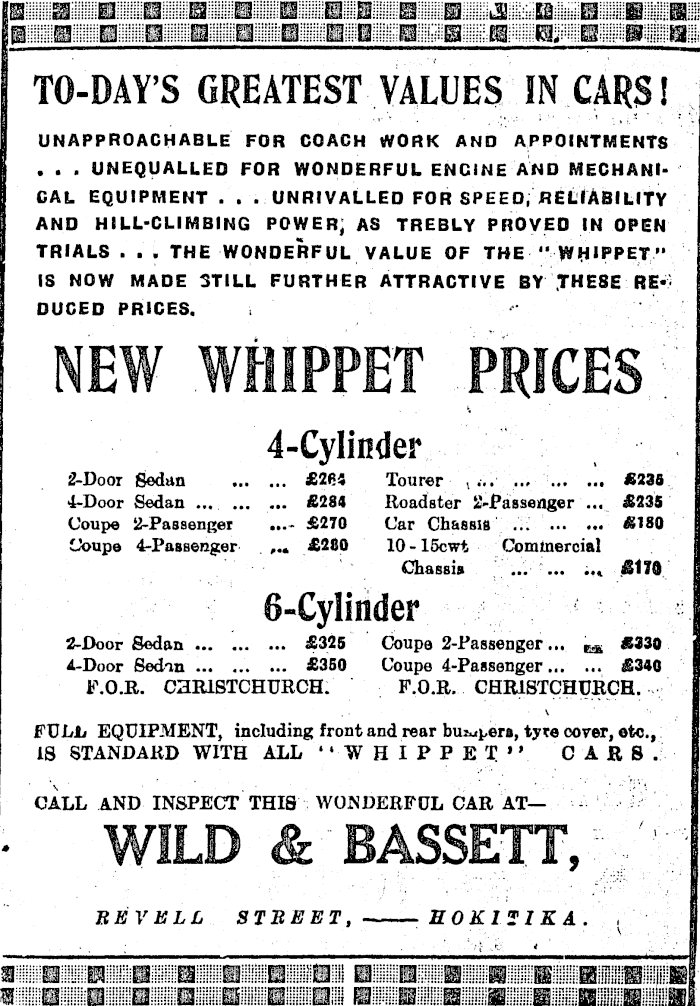 TO-DAY'S GREATEST VALUES IN CARS!
UNAPPROACHABLE FOR COACH WORK AND APPOINTMENTS
. . . UNEQUALLED FOR WONDERFUL ENGINE AND MECHANI-
CAL EQUIPMENT . . . UNRIVALLED FOR SPEED, RELIABILITY
AND HILL-CLIMBING POWER, AS TREBLY PROVED IN OPEN
TRIALS . . . THE WONDERFUL VALUE OF THE "WHIPPET"
IS NOW MADE STILL FURTHER ATTRACTIVE BY THESE RE-
DUCED PRICES.
NEW WHIPPET PRICES
4-Cylinder
2-Door Sedan ... ... £264
4-Door Sedan ... ... ... £284
Coupe 2-Passenger ... £270
Coupe 4-Passenger ... £280
Tourer ... ... ... ... £235
Roadster 2-Passenger ... £235
Car Chassis ... ... ... £180
10-15cwt Commercial
Chassis ... ... ... £170
6-Cylinder
2-Door Sedan ... ... ... £325
4-Door Sedan ... ... ... £350
F.O.R. CHRISTCHURCH.
Coupe 2-Passenger ... ... £330
Coupe 4-Passenger ... ... £340
F.O.R. CHRISTCHURCH.
FULL EQUIPMENT, including front and rear bumpers, tyre cover, etc.,
IS STANDARD WITH ALL "WHIPPET" CARS.
CALL AND INSPECT THIS WONDERFUL CAR AT—
WILD & BASSETT,
REVELL STREET, —— HOKITIKA.